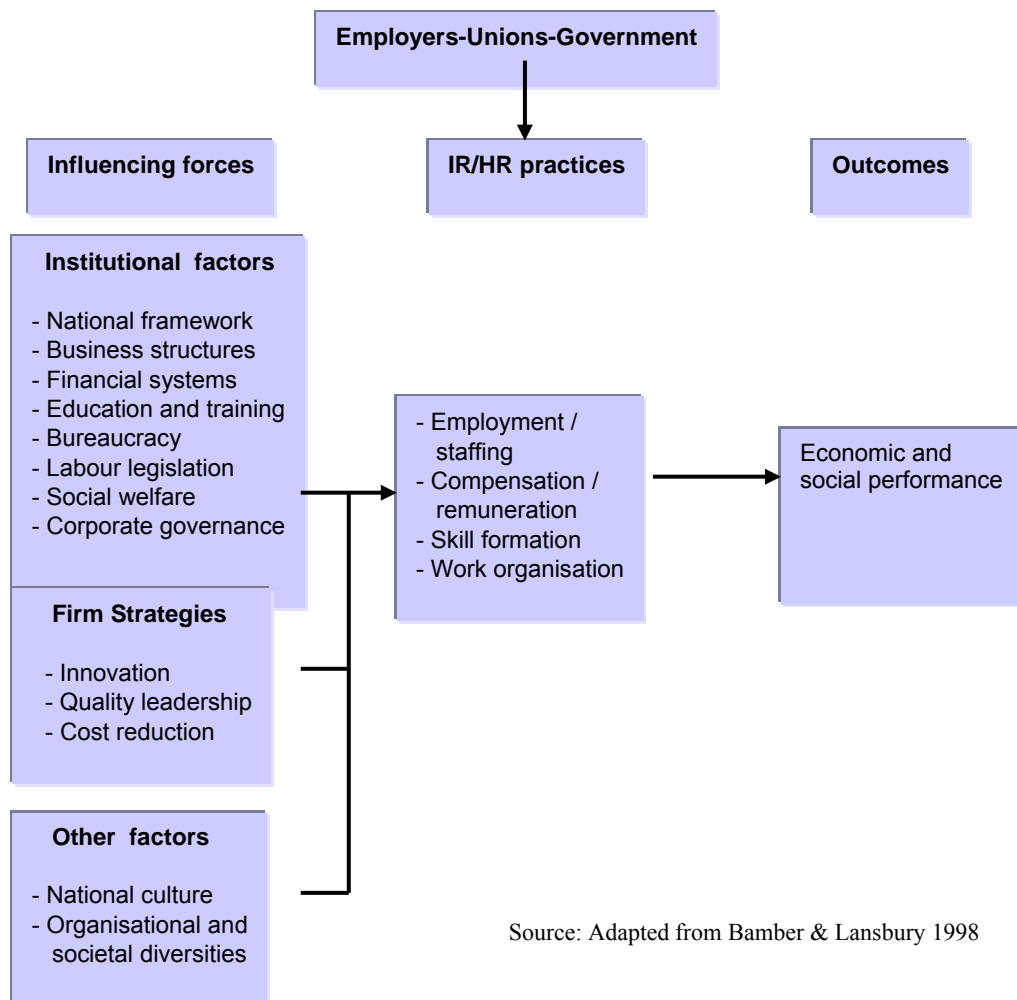 Employers-Unions-Government
Influencing forces
IR/HR practices
Outcomes
Institutional factors
- National framework
- Business structures
- Financial systems
- Education and training
- Bureaucracy
- Labour legislation
- Social welfare
- Corporate governance
Firm Strategies
- Innovation
- Quality leadership
- Cost reduction
Other factors
- National culture
- Organisational and
societal diversities
- Employment /
staffing
- Compensation /
remuneration
- Skill formation
- Work organisation
Economic and
social performance
Source: Adapted from Bamber & Lansbury 1998